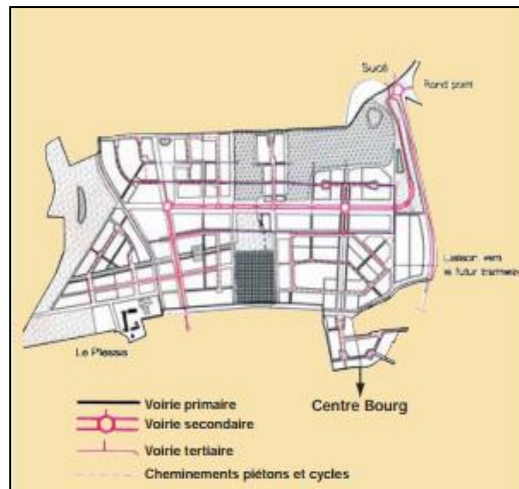 Sucé
Rond point
Liaison vers
le futur tramway
Le Plessis
Centre Bourg
Voirie primaire
Voirie secondaire
Voirie tertiaire
Cheminements piétons et cycles